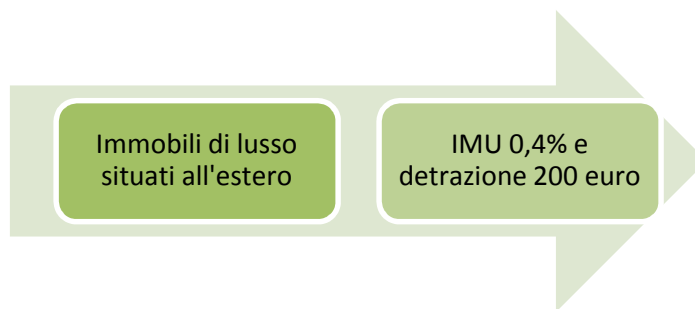 Immobili di lusso
situati all'estero
IMU 0,4% e
detrazione 200 euro